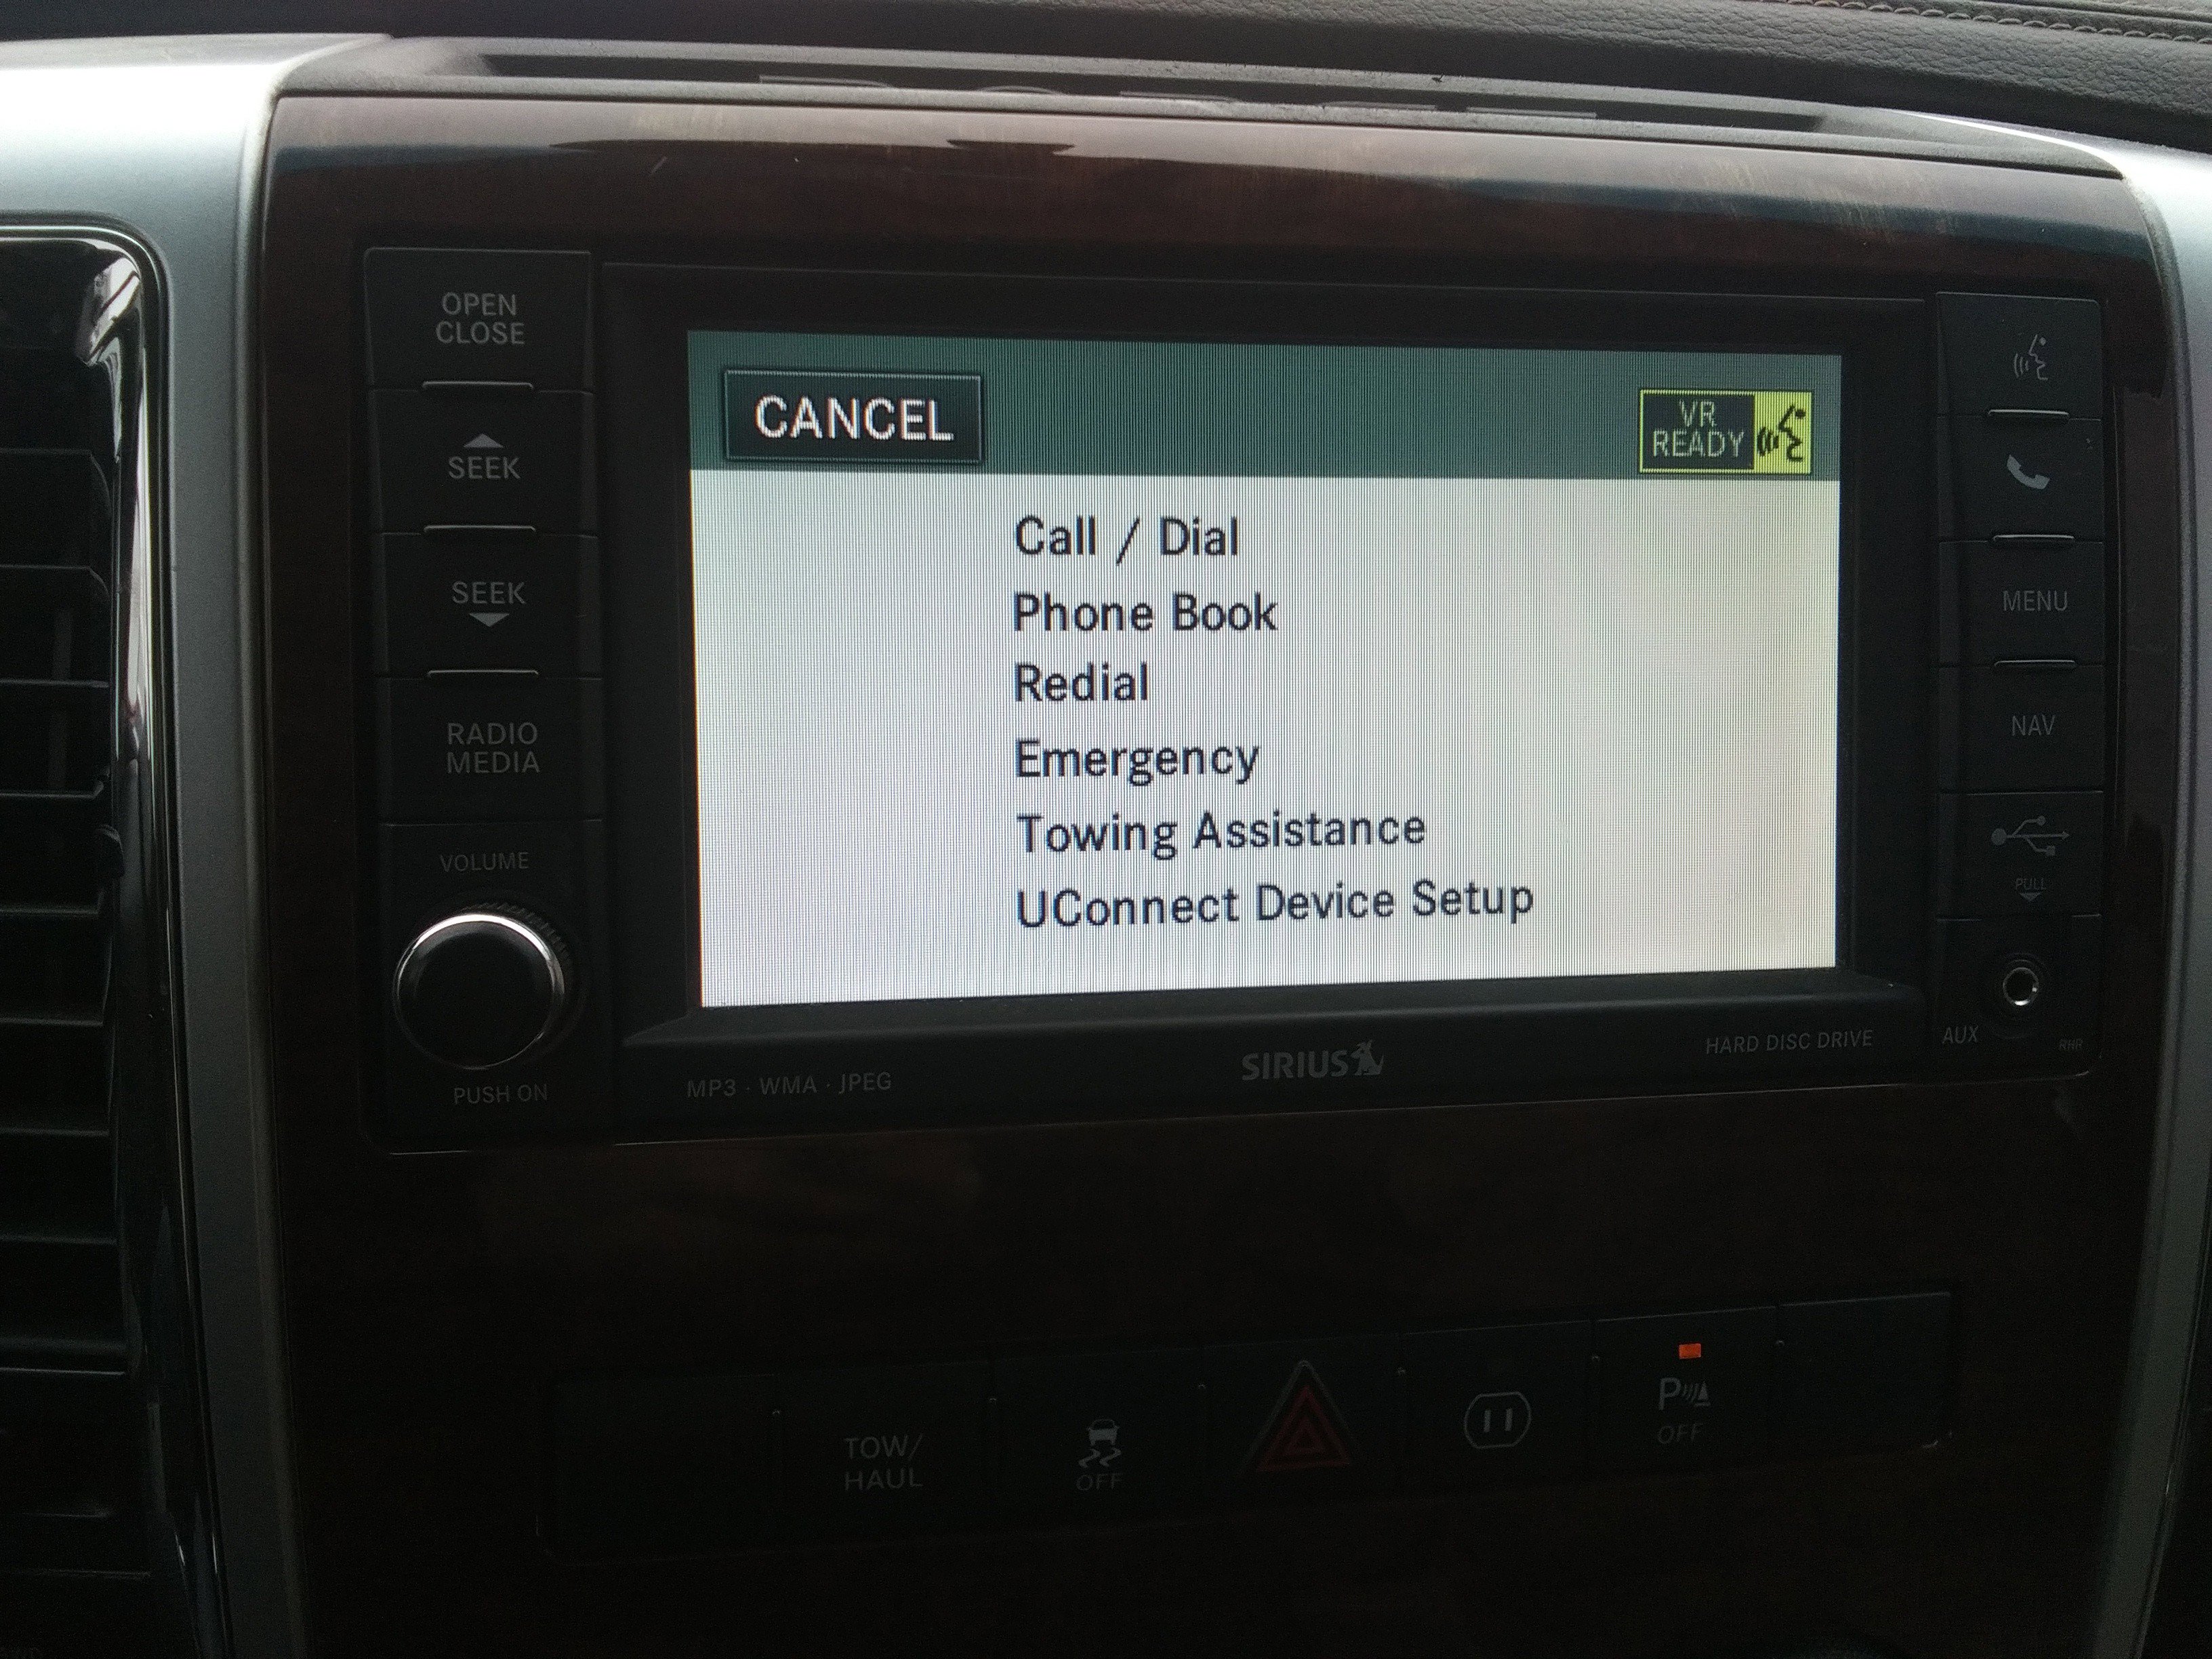 OPEN
CLOSE
SEEK
SEEK
RADIO
MEDIA
VOLUME
PUSH ON
CANCEL
VR
READY
Call / Dial
Phone Book
Redial
Emergency
Towing Assistance
UConnect Device Setup
MP3 · WMA · JPEG
SIRIUS
HARD DISC DRIVE
MENU
NAV
PULL
AUX
RHR
TOW/
HAUL
OFF
P
OFF